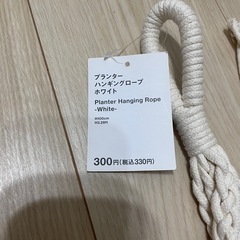 プランター
ハンギングロープ
ホワイト
Planter Hanging Rope
-White-
300円(税込330円)